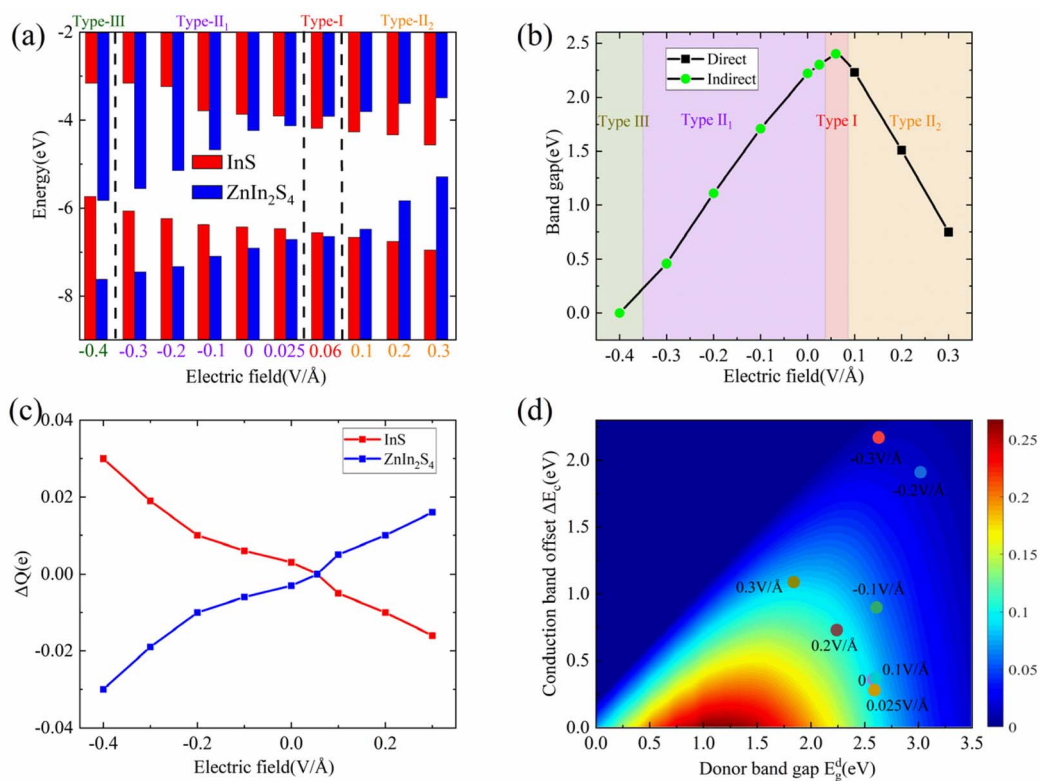 (a)
Type-III Type-II₁ Type-I Type-II₂
-2
-4
-6
-8
Energy(eV)
InS
ZnIn₂S₄
-0.4 -0.3 -0.2 -0.1 0 0.025 0.06 0.1 0.2 0.3
Electric field(V/Å)
(b)
2.5
2.0
1.5
1.0
0.5
0.0
Band gap(eV)
Direct
Indirect
Type III Type II₁ Type I Type II₂
-0.4 -0.3 -0.2 -0.1 0.0 0.1 0.2 0.3
Electric field(V/Å)
(c)
0.04
0.02
0.00
-0.02
-0.04
ΔQ(e)
InS
ZnIn₂S₄
-0.4 -0.2 0.0 0.2
Electric field(V/Å)
(d)
2.0
1.5
1.0
0.5
0.0
Conduction band offset ΔE_c(eV)
-0.3V/Å
-0.2V/Å
0.3V/Å
-0.1V/Å
0.2V/Å
0 0.1V/Å
0.025V/Å
0.0 0.5 1.0 1.5 2.0 2.5 3.0 3.5
Donor band gap E_g^d(eV)
0.25
0.20
0.15
0.10
0.05
0